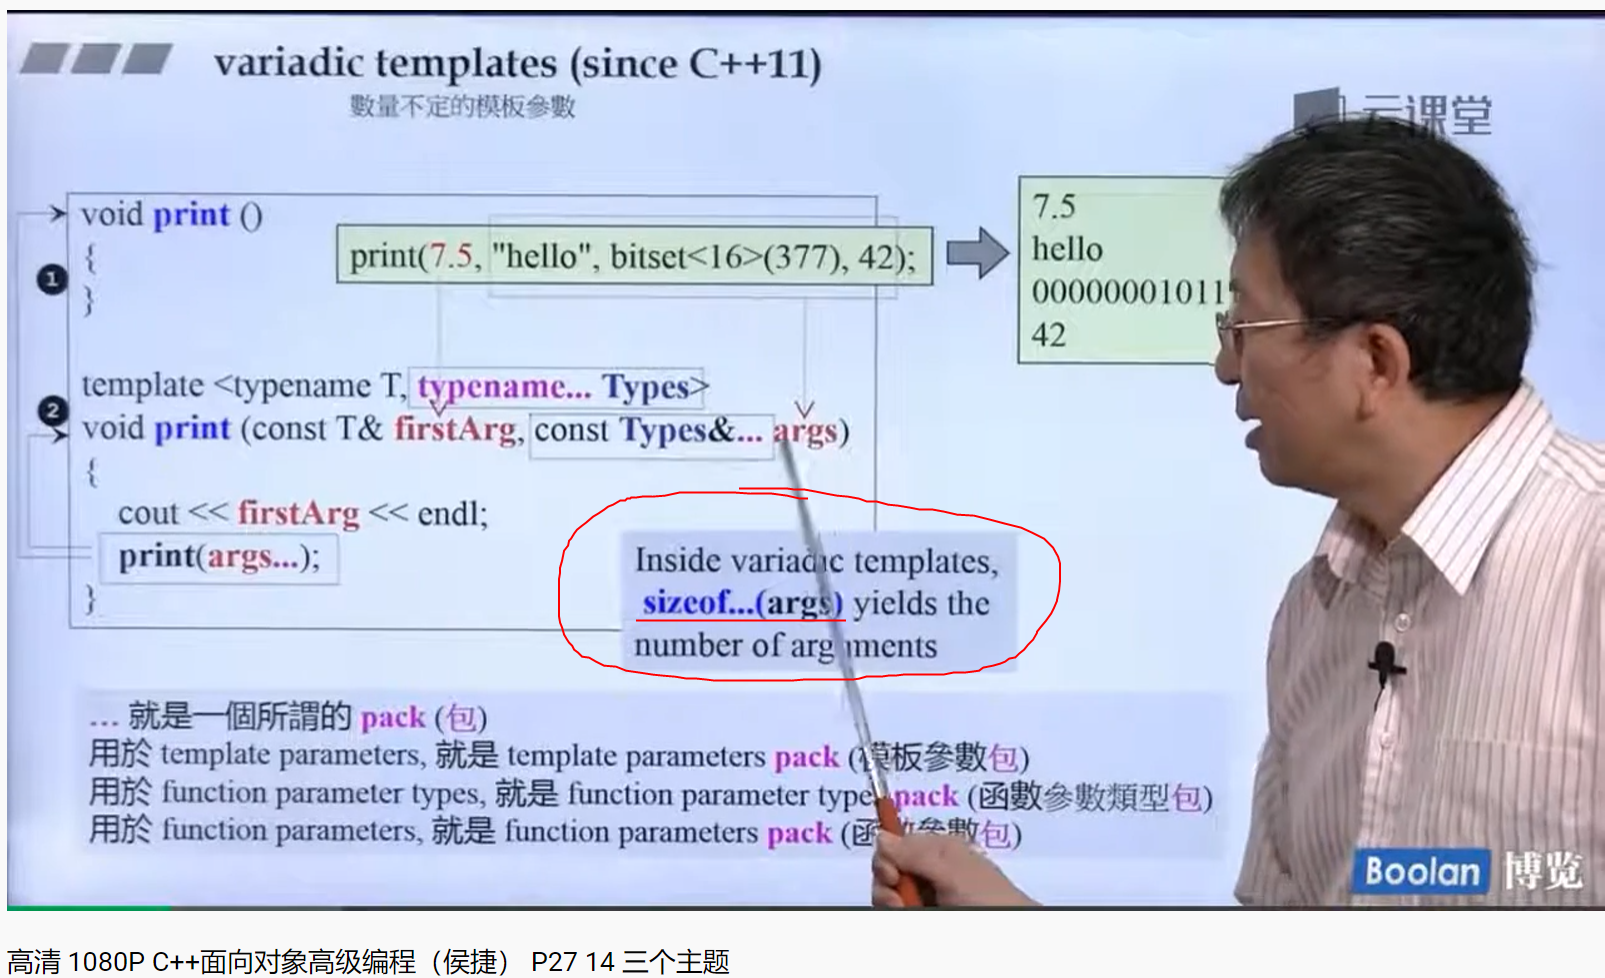 variadic templates (since C++11)
數量不定的模板參數
云课堂
void print ()
{
}
1
print(7.5, "hello", bitset<16>(377), 42);
7.5
hello
00000001011
42
template <typename T, typename... Types>
2
void print (const T& firstArg, const Types&... args)
{
cout << firstArg << endl;
print(args...);
}
Inside variadic templates,
sizeof...(args) yields the
number of arguments
... 就是一個所謂的 pack (包)
用於 template parameters, 就是 template parameters pack (模板參數包)
用於 function parameter types, 就是 function parameter types pack (函數參數類型包)
用於 function parameters, 就是 function parameters pack (函數參數包)
Boolan 博览
高清 1080P C++面向对象高级编程（侯捷） P27 14 三个主题